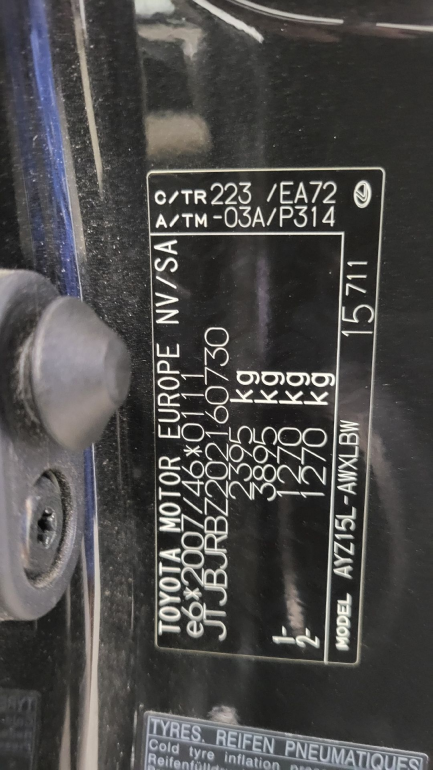 C/TR 223 /EA72
A/TM -03A/P314
TOYOTA MOTOR EUROPE NV/SA
e6*2007/46*0111
JTJBJRBZ202160730
2395 kg
3895 kg
1- 1270 kg
2- 1270 kg
MODEL AYZ15L-AWXLBW 15 711
TYRES, REIFEN PNEUMATIQUES
Cold tyre inflation